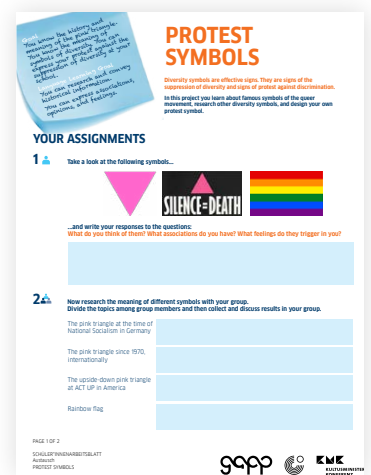 Goal:
You know the history and
meaning of the pink triangle.
You know the meaning of
symbols of diversity. You can
express your protest against the
suppression of diversity at your
school.
You can research and convey
historical information.
You can express associations,
opinions, and feelings.
PROTEST
SYMBOLS
Diversity symbols are effective signs. They are signs of the
suppression of diversity and signs of protest against discrimination.
In this project you learn about famous symbols of the queer
movement, research other diversity symbols, and design your own
protest symbol.
YOUR ASSIGNMENTS
1
Take a look at the following symbols...
SILENCE=DEATH
...and write your responses to the questions:
What do you think of them? What associations do you have? What feelings do they trigger in you?
2
Now research the meaning of different symbols with your group.
Divide the topics among group members and then collect and discuss results in your group.
The pink triangle at the time of
National Socialism in Germany
The pink triangle since 1970,
internationally
The upside-down pink triangle
at ACT UP in America
Rainbow flag
PAGE 1 OF 2
SCHÜLER*INNENARBEITSBLATT
Austausch
PROTEST SYMBOLS
gapp
KMK
KULTUSMINISTER
KONFERENZ